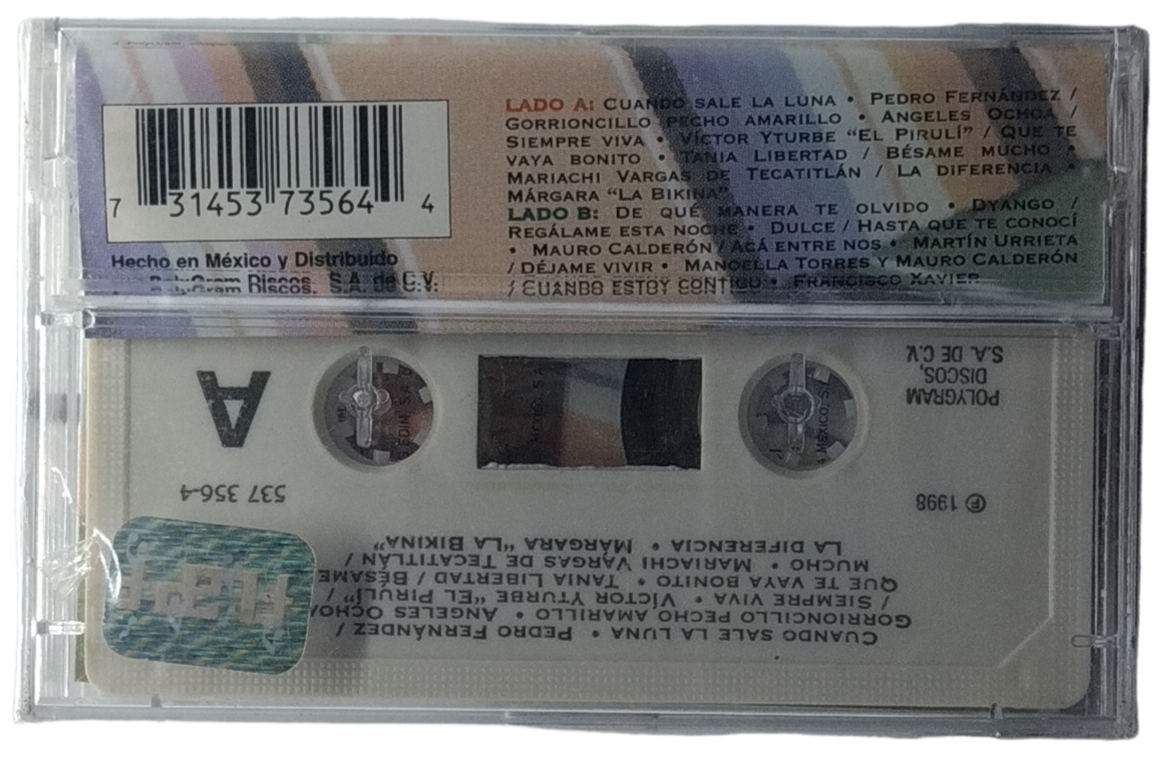 LADO A: CUANDO SALE LA LUNA • PEDRO FERNÁNDEZ /
GORRIONCILLO PECHO AMARILLO • ANGELES OCHOA /
SIEMPRE VIVA • VÍCTOR YTURBE "EL PIRULÍ" / QUE TE
VAYA BONITO • TANIA LIBERTAD / BÉSAME MUCHO •
MARIACHI VARGAS DE TECATITLÁN / LA DIFERENCIA •
MÁRGARA "LA BIKINA"
LADO B: DE QUÉ MANERA TE OLVIDO • DYANGO /
REGÁLAME ESTA NOCHE • DULCE / HASTA QUE TE CONOCÍ
• MAURO CALDERÓN / ACÁ ENTRE NOS • MARTÍN URRIETA
/ DÉJAME VIVIR • MANOELLA TORRES Y MAURO CALDERÓN
/ CUANDO ESTOY CONTIGO • FRANCISCO XAVIER
7 31453 73564 4
Hecho en México y Distribuido
PolyGram Discos, S.A. de C.V.
A
537 356-4
POLYGRAM
DISCOS,
S.A. DE C.V.
Ⓟ 1998
CUANDO SALE LA LUNA • PEDRO FERNÁNDEZ /
GORRIONCILLO PECHO AMARILLO • ANGELES OCHOA
/ SIEMPRE VIVA • VÍCTOR YTURBE "EL PIRULÍ" /
QUE TE VAYA BONITO • TANIA LIBERTAD / BÉSAME
MUCHO • MARIACHI VARGAS DE TECATITLÁN /
LA DIFERENCIA • MÁRGARA "LA BIKINA"